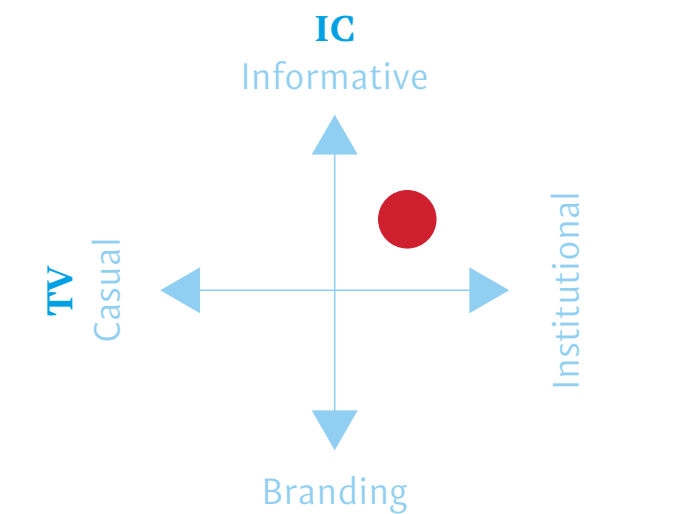 IC
Informative
TV
Casual
Institutional
Branding